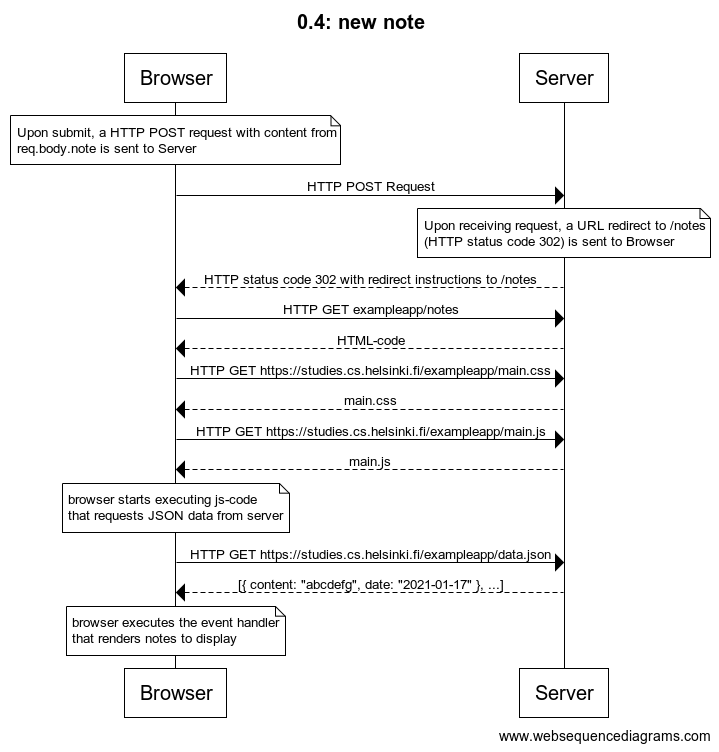 0.4: new note
Browser
Server
Upon submit, a HTTP POST request with content from
req.body.note is sent to Server
HTTP POST Request
Upon receiving request, a URL redirect to /notes
(HTTP status code 302) is sent to Browser
HTTP status code 302 with redirect instructions to /notes
HTTP GET exampleapp/notes
HTML-code
HTTP GET https://studies.cs.helsinki.fi/exampleapp/main.css
main.css
HTTP GET https://studies.cs.helsinki.fi/exampleapp/main.js
main.js
browser starts executing js-code
that requests JSON data from server
HTTP GET https://studies.cs.helsinki.fi/exampleapp/data.json
[{ content: "abcdefg", date: "2021-01-17" }, ...]
browser executes the event handler
that renders notes to display
Browser
Server
www.websequencediagrams.com